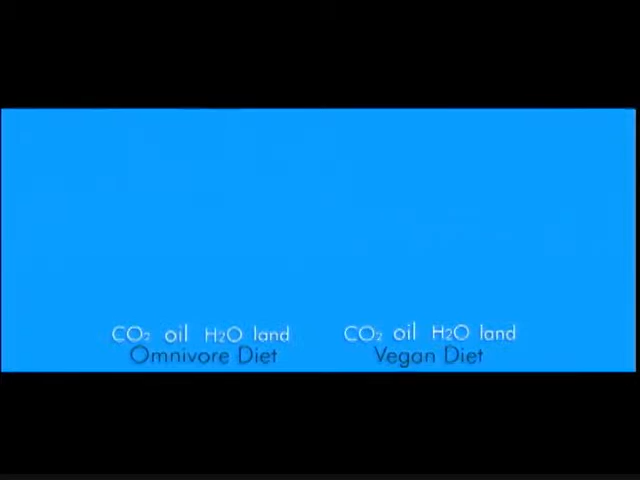 CO₂ oil H₂O land CO₂ oil H₂O land
Omnivore Diet Vegan Diet